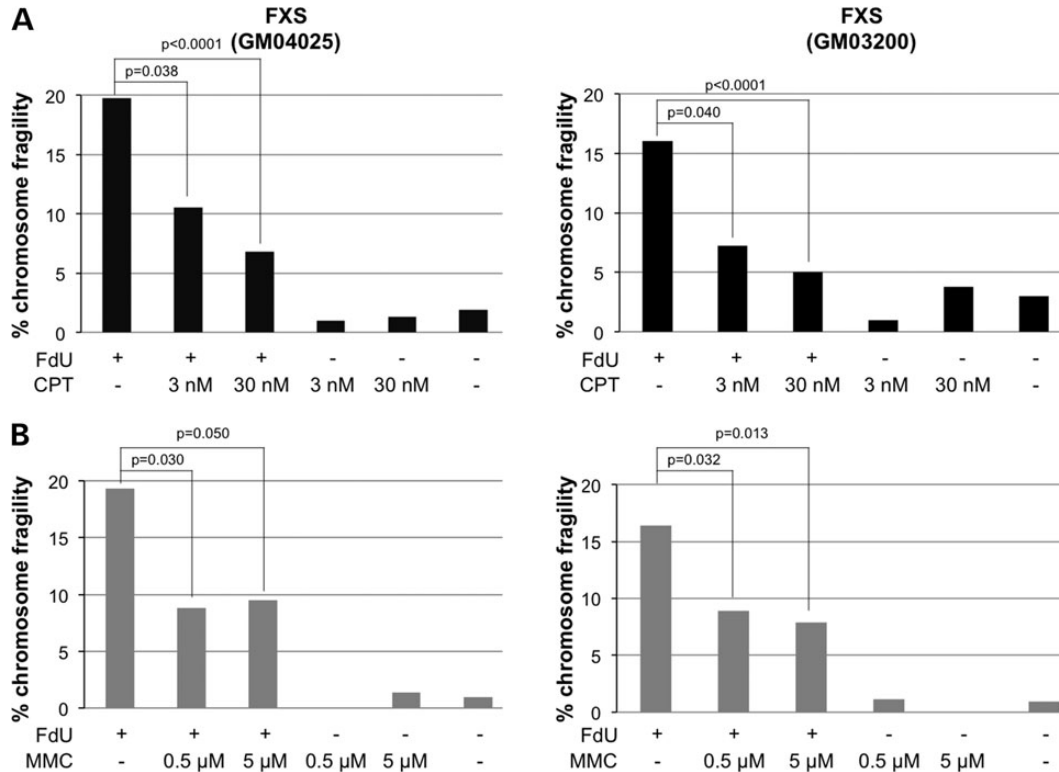 A
FXS
(GM04025)
FXS
(GM03200)
p<0.0001
p=0.038
% chromosome fragility
20
15
10
5
0
FdU + + + - - -
CPT - 3 nM 30 nM 3 nM 30 nM -
p<0.0001
p=0.040
% chromosome fragility
20
15
10
5
0
FdU + + + - - -
CPT - 3 nM 30 nM 3 nM 30 nM -
B
p=0.050
p=0.030
% chromosome fragility
20
15
10
5
0
FdU + + + - - -
MMC - 0.5 µM 5 µM 0.5 µM 5 µM -
p=0.013
p=0.032
% chromosome fragility
20
15
10
5
0
FdU + + + - - -
MMC - 0.5 µM 5 µM 0.5 µM 5 µM -